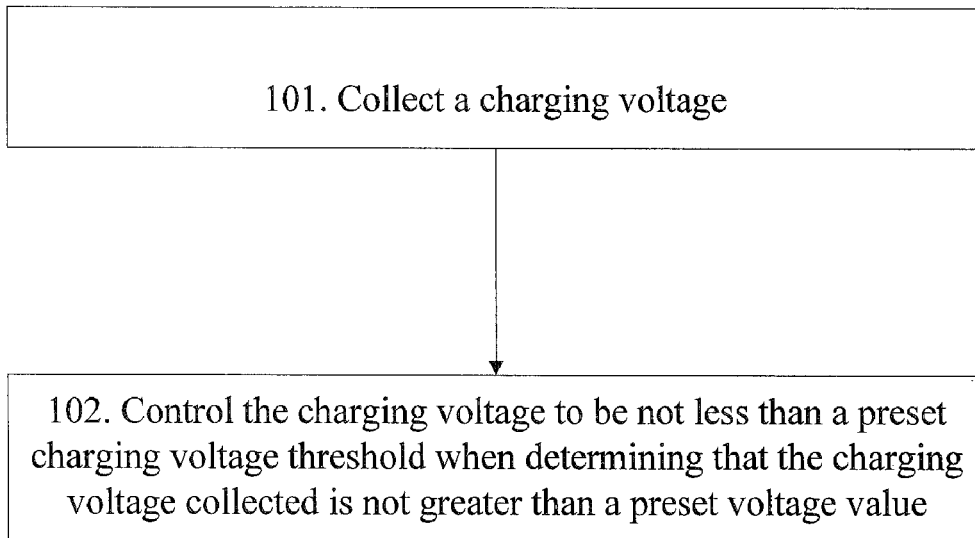 101. Collect a charging voltage
102. Control the charging voltage to be not less than a preset
charging voltage threshold when determining that the charging
voltage collected is not greater than a preset voltage value